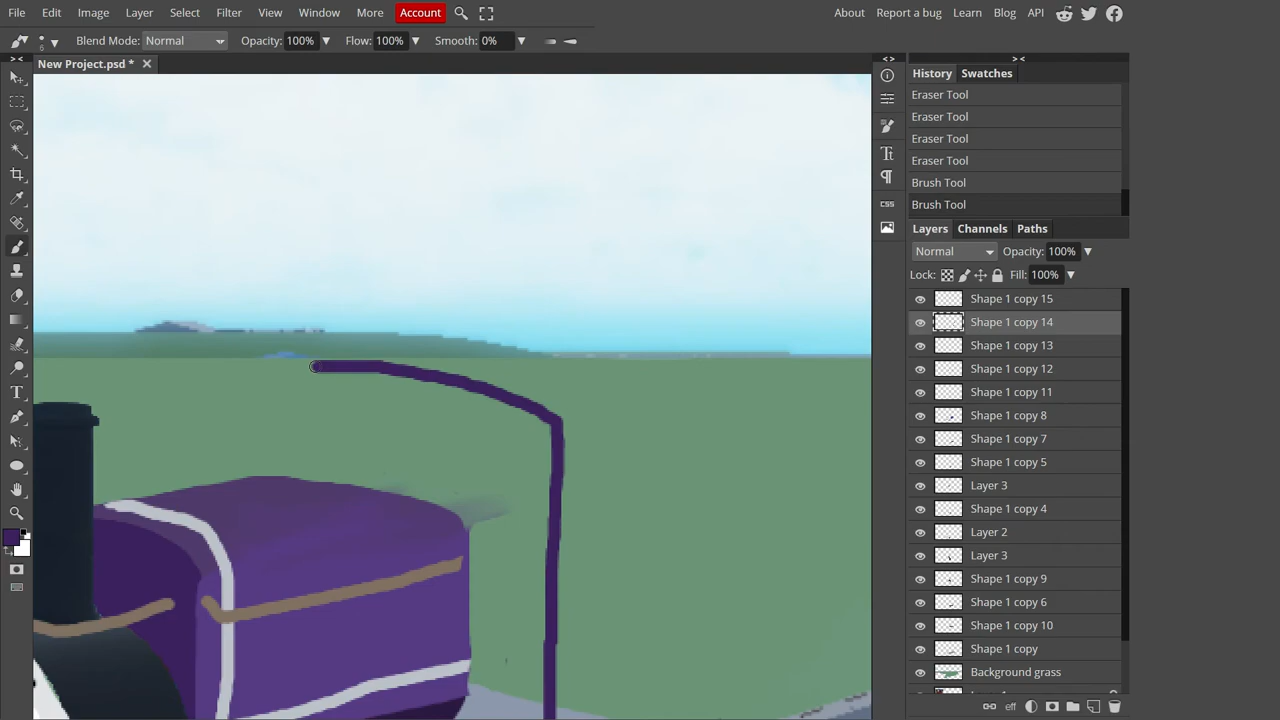 File Edit Image Layer Select Filter View Window More Account About Report a bug Learn Blog API
6 Blend Mode: Normal Opacity: 100% Flow: 100% Smooth: 0%
New Project.psd *
History Swatches
Eraser Tool
Eraser Tool
Eraser Tool
Eraser Tool
Brush Tool
Brush Tool
Layers Channels Paths
Normal Opacity: 100%
Lock: Fill: 100%
Shape 1 copy 15
Shape 1 copy 14
Shape 1 copy 13
Shape 1 copy 12
Shape 1 copy 11
Shape 1 copy 8
Shape 1 copy 7
Shape 1 copy 5
Layer 3
Shape 1 copy 4
Layer 2
Layer 3
Shape 1 copy 9
Shape 1 copy 6
Shape 1 copy 10
Shape 1 copy
Background grass
CSS
eff